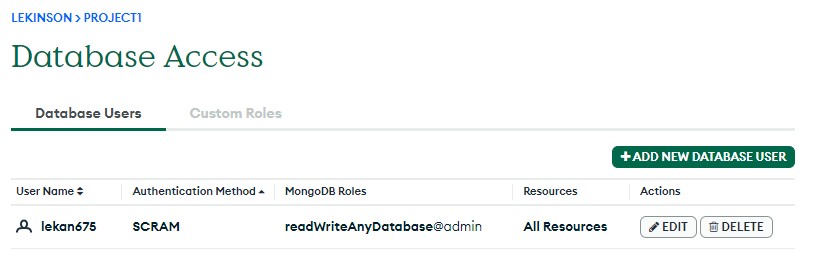 LEKINSON > PROJECT1
Database Access
Database Users Custom Roles
+ ADD NEW DATABASE USER
User Name Authentication Method MongoDB Roles Resources Actions
lekan675 SCRAM readWriteAnyDatabase@admin All Resources EDIT DELETE